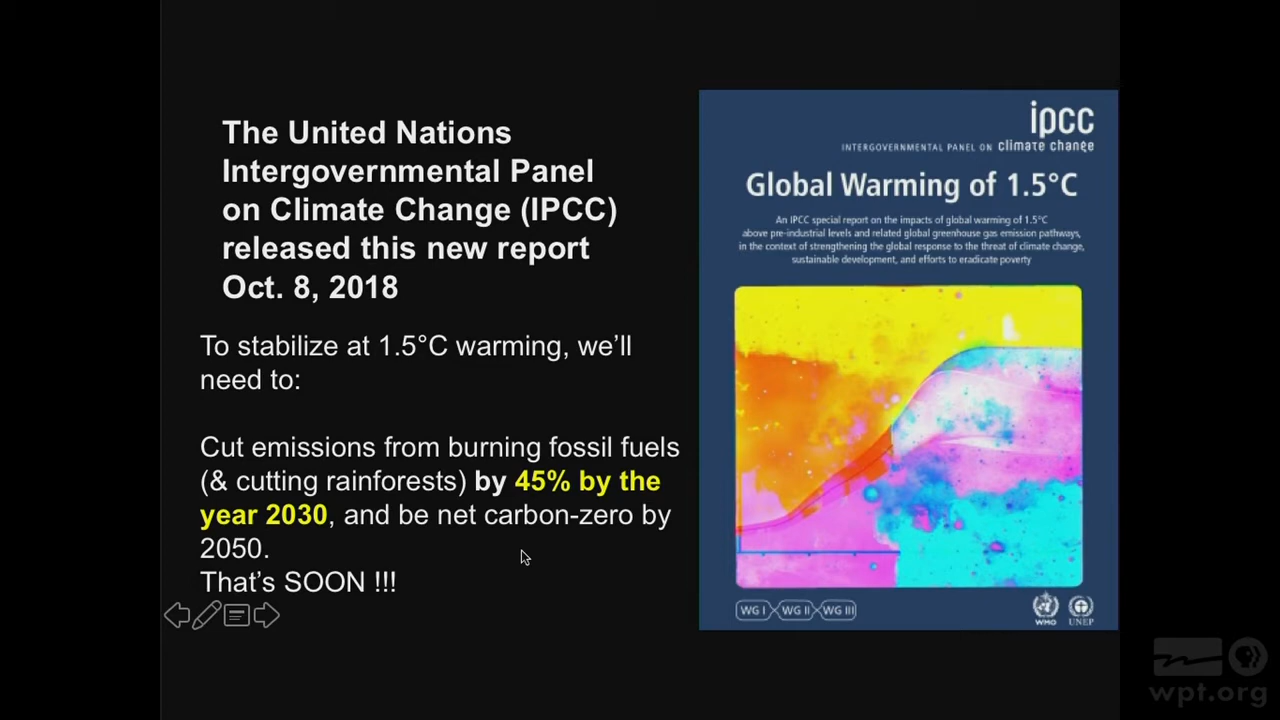 The United Nations
Intergovernmental Panel
on Climate Change (IPCC)
released this new report
Oct. 8, 2018
To stabilize at 1.5°C warming, we’ll
need to:
Cut emissions from burning fossil fuels
(& cutting rainforests) by 45% by the
year 2030, and be net carbon-zero by
2050.
That’s SOON !!!
ipcc
INTERGOVERNMENTAL PANEL ON climate change
Global Warming of 1.5°C
An IPCC special report on the impacts of global warming of 1.5°C
above pre-industrial levels and related global greenhouse gas emission pathways,
in the context of strengthening the global response to the threat of climate change,
sustainable development, and efforts to eradicate poverty
WG I WG II WG III
WMO UNEP
wpt.org